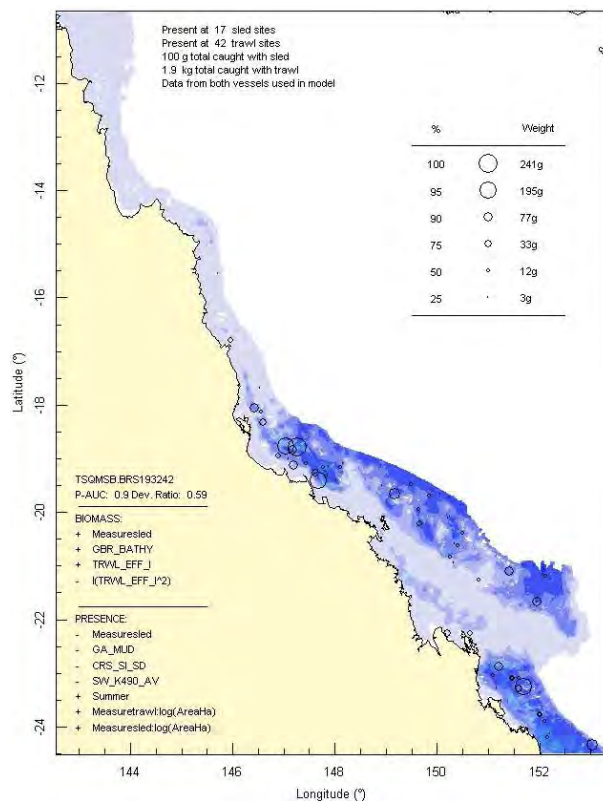 Present at 17 sled sites
Present at 42 trawl sites
100 g total caught with sled
1.9 kg total caught with trawl
Data from both vessels used in model
% Weight
100 241g
95 195g
90 77g
75 33g
50 12g
25 3g
-12
-14
-16
-18
-20
-22
-24
Latitude (°)
TSQMSB.BRS193242
P-AUC: 0.9 Dev. Ratio: 0.59
BIOMASS:
+ Measuresled
+ GBR_BATHY
+ TRWL_EFF_I
- I(TRWL_EFF_I^2)
PRESENCE:
- Measuresled
- GA_MUD
- CRS_SI_SD
- SW_K490_AV
+ Summer
+ Measuretrawl:log(AreaHa)
+ Measuresled:log(AreaHa)
144 146 148 150 152
Longitude (°)